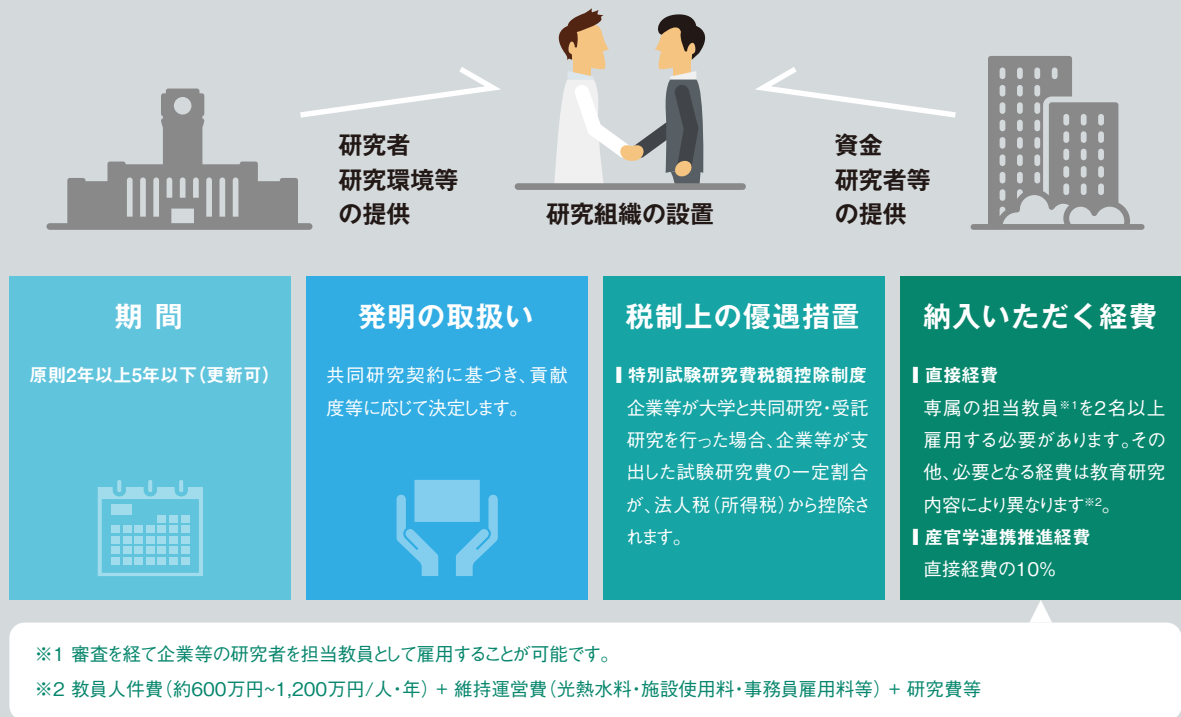 研究者
研究環境等
の提供
研究組織の設置
資金
研究者等
の提供
期 間
原則2年以上5年以下(更新可)
発明の取扱い
共同研究契約に基づき、貢献
度等に応じて決定します。
税制上の優遇措置
特別試験研究費税額控除制度
企業等が大学と共同研究・受託
研究を行った場合、企業等が支
出した試験研究費の一定割合
が、法人税(所得税)から控除さ
れます。
納入いただく経費
直接経費
専属の担当教員※1を2名以上
雇用する必要があります。その
他、必要となる経費は教育研究
内容により異なります※2。
産官学連携推進経費
直接経費の10%
※1 審査を経て企業等の研究者を担当教員として雇用することが可能です。
※2 教員人件費(約600万円~1,200万円/人・年) + 維持運営費(光熱水料・施設使用料・事務員雇用料等) + 研究費等